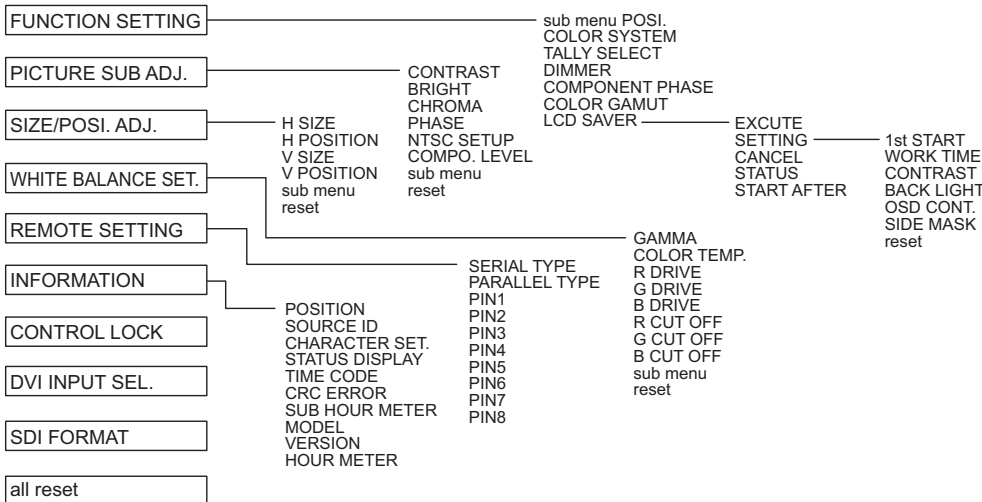 FUNCTION SETTING
sub menu POSI.
COLOR SYSTEM
TALLY SELECT
DIMMER
COMPONENT PHASE
COLOR GAMUT
LCD SAVER
EXCUTE
SETTING
CANCEL
STATUS
START AFTER
1st START
WORK TIME
CONTRAST
BACK LIGHT
OSD CONT.
SIDE MASK
reset
PICTURE SUB ADJ.
CONTRAST
BRIGHT
CHROMA
PHASE
NTSC SETUP
COMPO. LEVEL
sub menu
reset
SIZE/POSI. ADJ.
H SIZE
H POSITION
V SIZE
V POSITION
sub menu
reset
WHITE BALANCE SET.
GAMMA
COLOR TEMP.
R DRIVE
G DRIVE
B DRIVE
R CUT OFF
G CUT OFF
B CUT OFF
sub menu
reset
REMOTE SETTING
SERIAL TYPE
PARALLEL TYPE
PIN1
PIN2
PIN3
PIN4
PIN5
PIN6
PIN7
PIN8
INFORMATION
POSITION
SOURCE ID
CHARACTER SET.
STATUS DISPLAY
TIME CODE
CRC ERROR
SUB HOUR METER
MODEL
VERSION
HOUR METER
CONTROL LOCK
DVI INPUT SEL.
SDI FORMAT
all reset